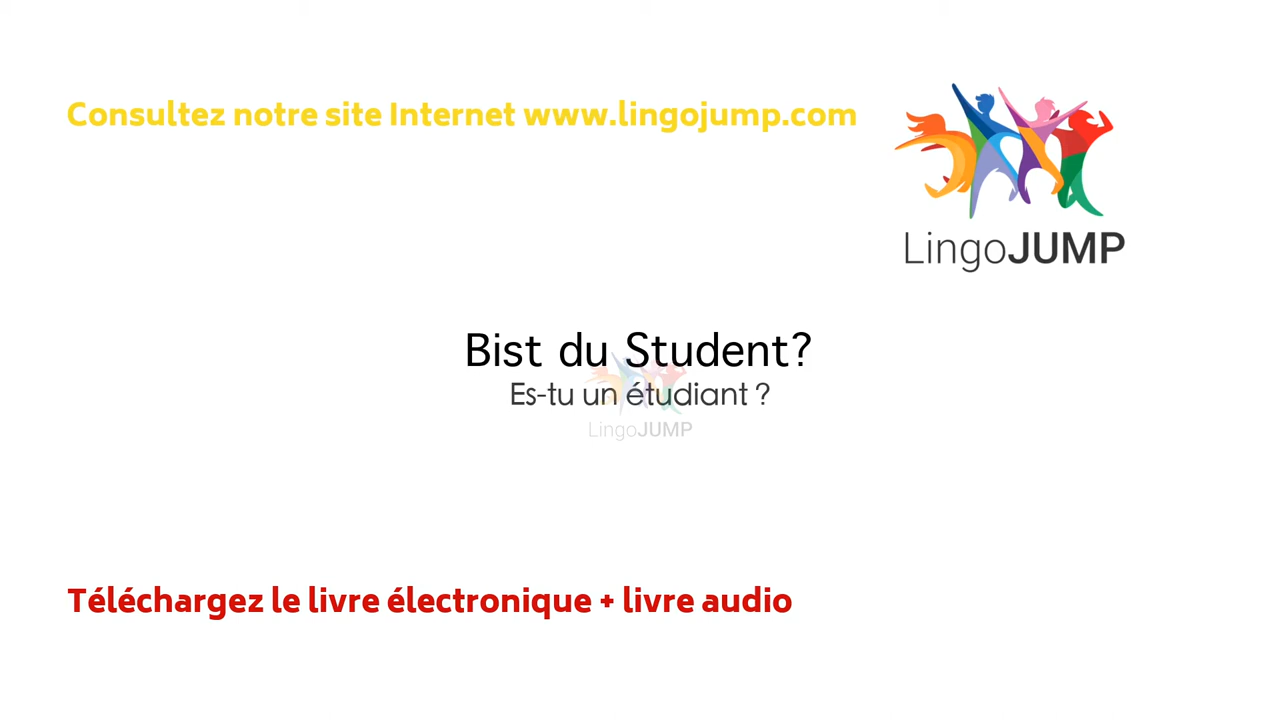 Consultez notre site Internet www.lingojump.com
LingoJUMP
Bist du Student?
Es-tu un étudiant ?
LingoJUMP
Téléchargez le livre électronique + livre audio